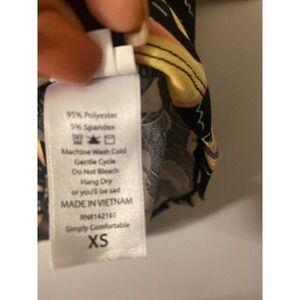 95% Polyester
5% Spandex
Machine Wash Cold
Gentle Cycle
Do Not Bleach
Hang Dry
or you'll be sad
MADE IN VIETNAM
RN#142161
Simply Comfortable
XS